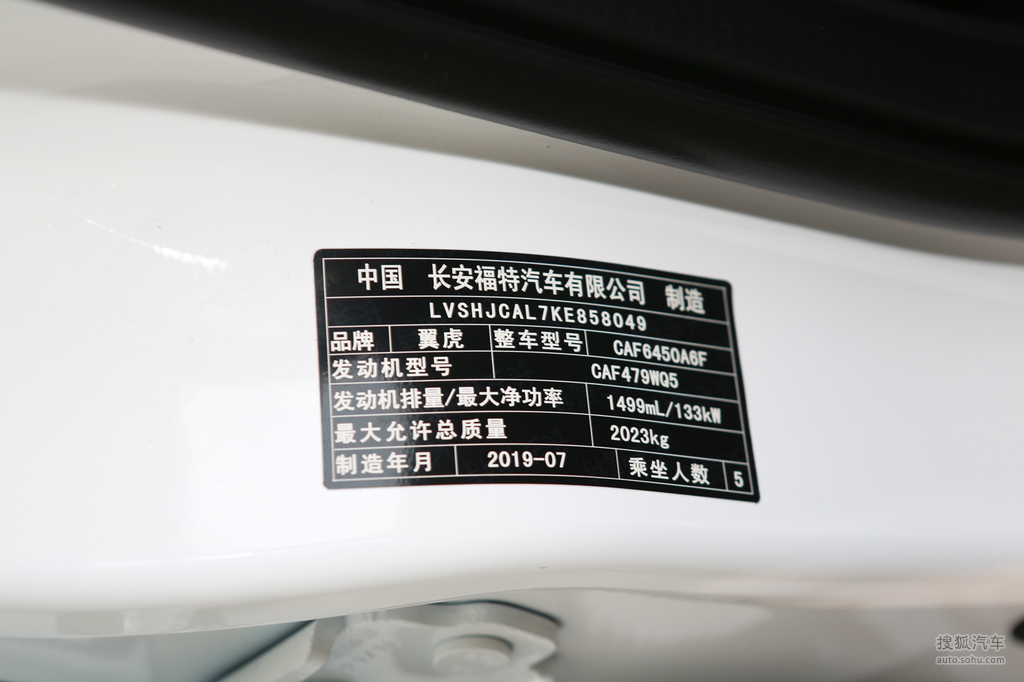 中国 长安福特汽车有限公司 制造
LVSHJCAL7KE858049
品牌 翼虎 整车型号 CAF6450A6F
发动机型号 CAF479WQ5
发动机排量/最大净功率 1499mL/133kW
最大允许总质量 2023kg
制造年月 2019-07 乘坐人数 5
搜狐汽车
auto.sohu.com